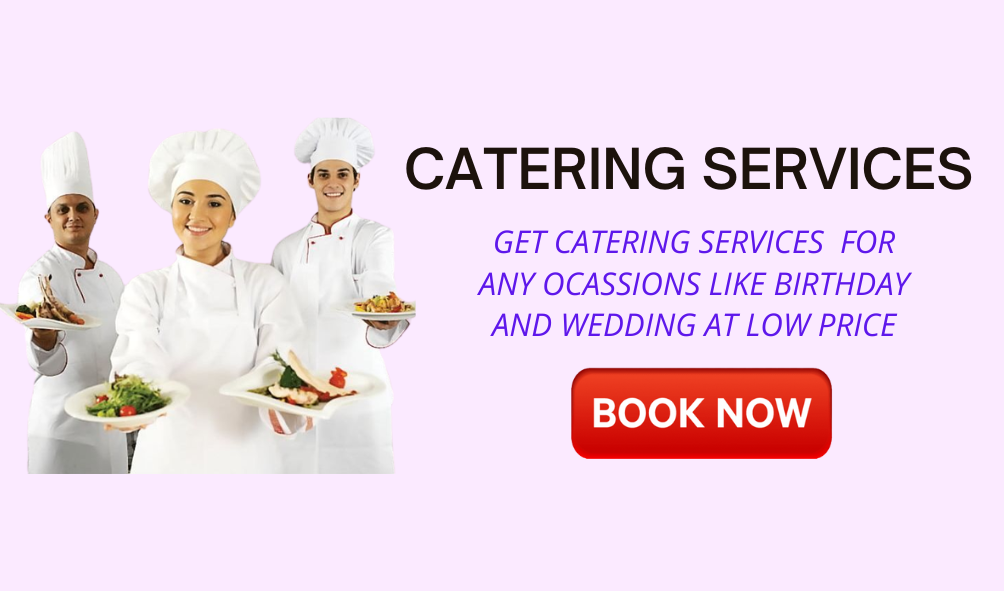 CATERING SERVICES
GET CATERING SERVICES  FOR
ANY OCASSIONS LIKE BIRTHDAY
AND WEDDING AT LOW PRICE
BOOK NOW